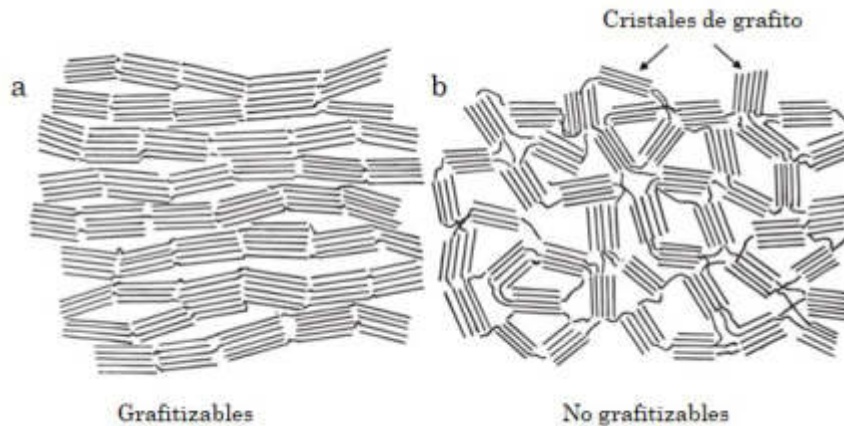 Cristales de grafito
a
b
Grafitizables
No grafitizables